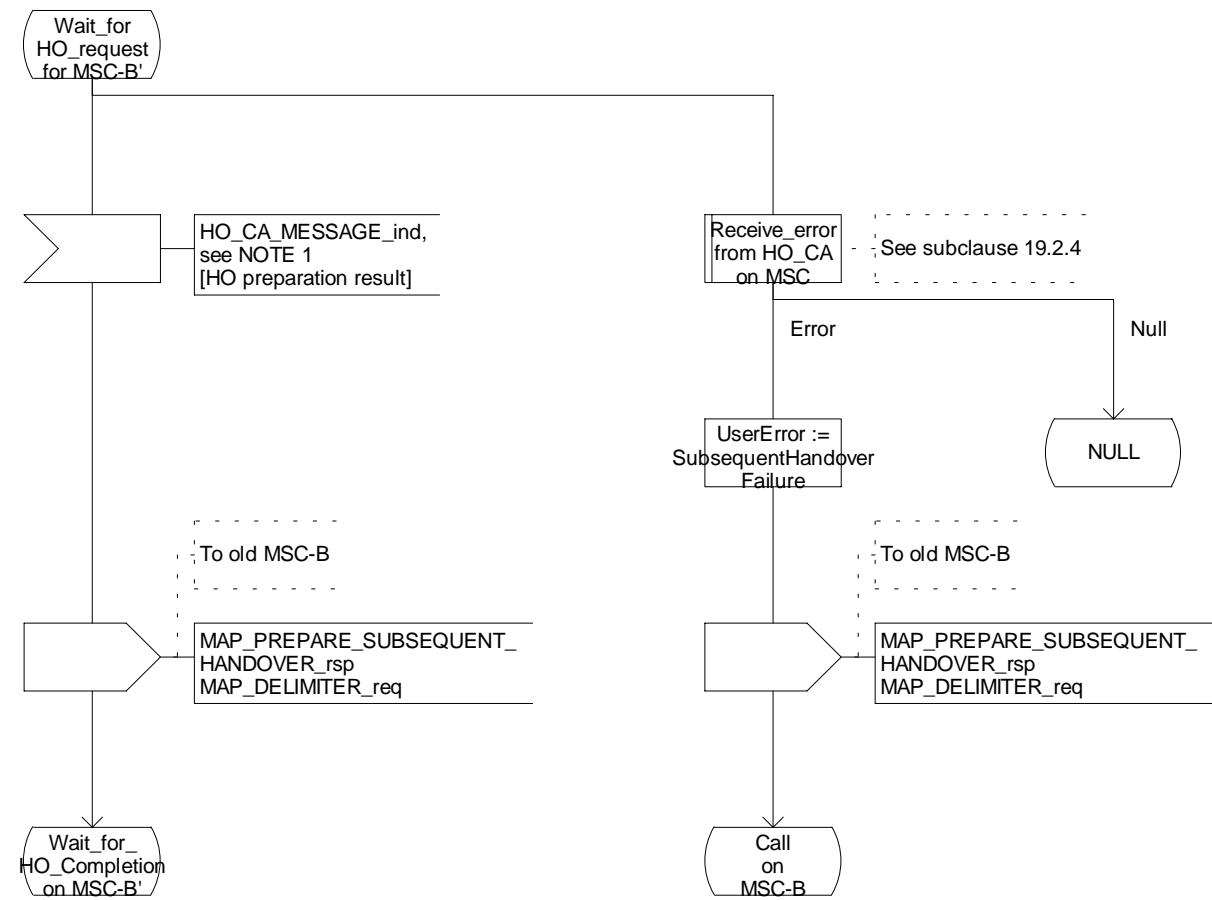 Wait_for
HO_request
for MSC-B'
HO_CA_MESSAGE_ind,
see NOTE 1
[HO preparation result]
Receive_error
from HO_CA
on MSC
See subclause 19.2.4
Error
Null
UserError :=
SubsequentHandover
Failure
NULL
To old MSC-B
To old MSC-B
MAP_PREPARE_SUBSEQUENT_
HANDOVER_rsp
MAP_DELIMITER_req
MAP_PREPARE_SUBSEQUENT_
HANDOVER_rsp
MAP_DELIMITER_req
Wait_for_
HO_Completion
on MSC-B'
Call
on
MSC-B